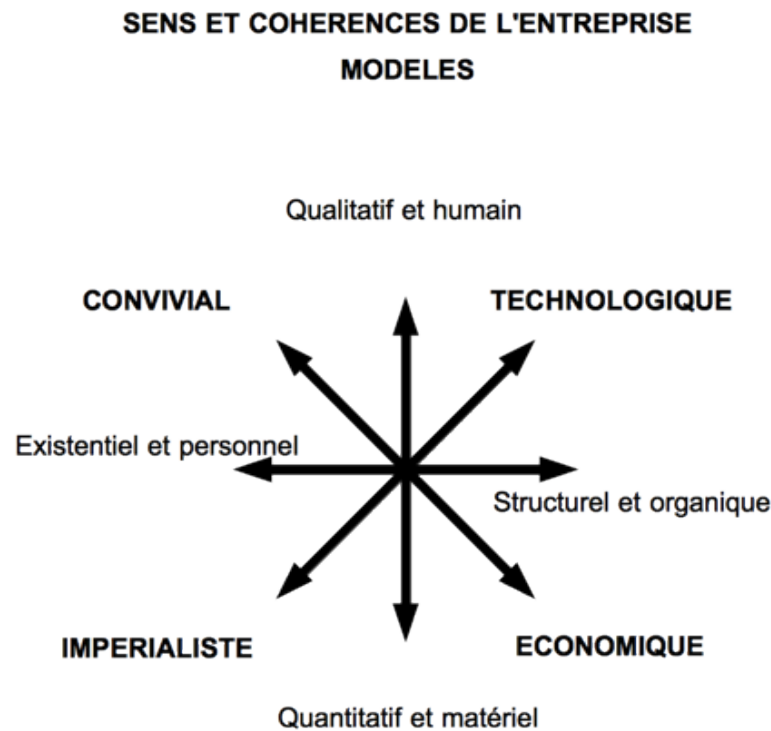 SENS ET COHERENCES DE L'ENTREPRISE
MODELES
Qualitatif et humain
CONVIVIAL
TECHNOLOGIQUE
Existentiel et personnel
Structurel et organique
IMPERIALISTE
ECONOMIQUE
Quantitatif et matériel